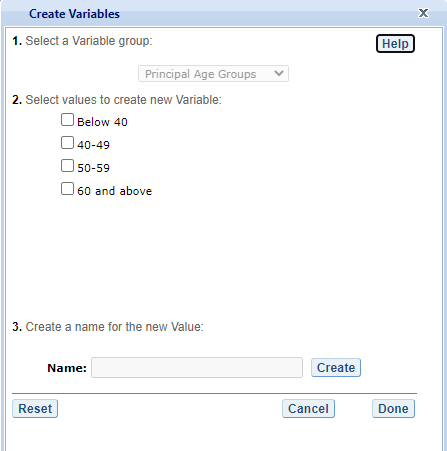 Create Variables x
1. Select a Variable group:
Help
Principal Age Groups
2. Select values to create new Variable:
Below 40
40-49
50-59
60 and above
3. Create a name for the new Value:
Name: Create
Reset Cancel Done